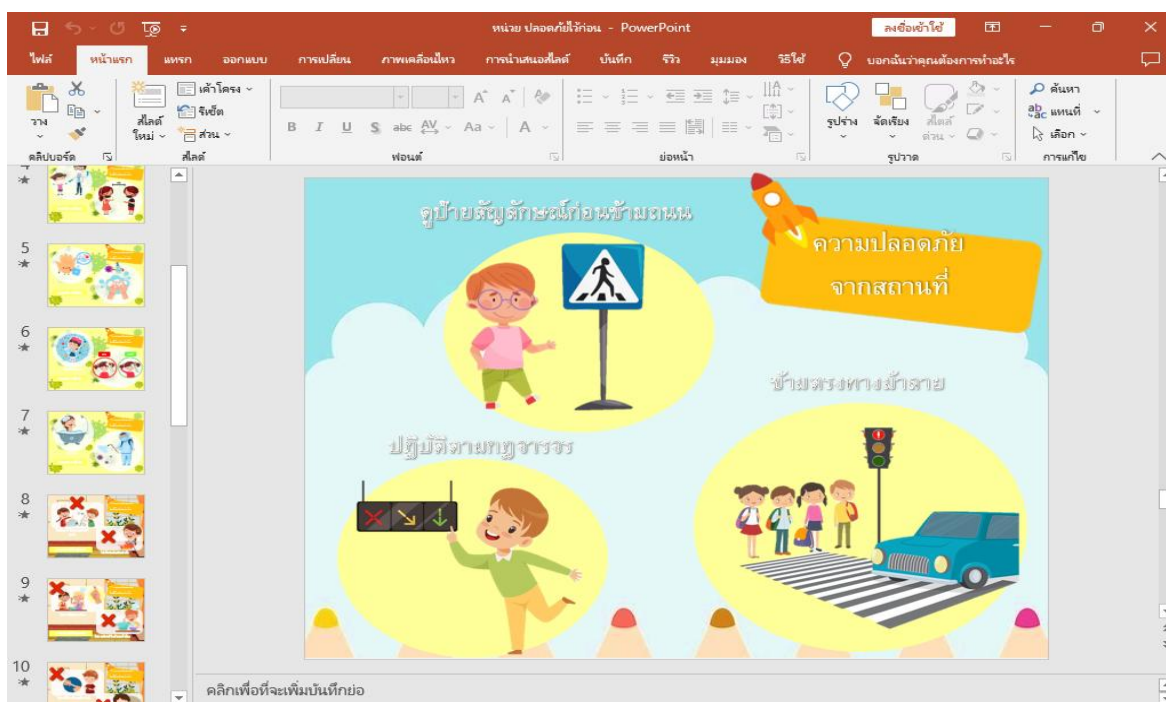 หน่วย ปลอดภัยไว้ก่อน - PowerPoint
ลงชื่อเข้าใช้
ไฟล์ หน้าแรก แทรก ออกแบบ การเปลี่ยน ภาพเคลื่อนไหว การนำเสนอสไลด์ บันทึก รีวิว มุมมอง วิธีใช้ บอกฉันว่าคุณต้องการทำอะไร
วาง
สไลด์ใหม่
เค้าโครง
รีเซ็ต
ส่วน
B I U S abc AV Aa A
รูปร่าง
จัดเรียง
สไตล์ด่วน
ค้นหา
แทนที่
เลือก
คลิปบอร์ด สไลด์ ฟอนต์ ย่อหน้า รูปวาด การแก้ไข
4
5
6
7
8
9
10
ดูป้ายสัญลักษณ์ก่อนข้ามถนน
ความปลอดภัย
จากสถานที่
ข้ามตรงทางม้าลาย
ปฏิบัติตามกฎจราจร
คลิกเพื่อที่จะเพิ่มบันทึกย่อ